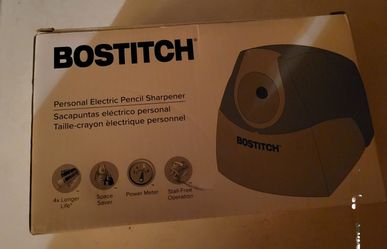 BOSTITCH®
Personal Electric Pencil Sharpener
Sacapuntas eléctrico personal
Taille-crayon électrique personnel
4x Longer
Life*
Space
Saver
Power Meter
Stall-Free
Operation
BOSTITCH